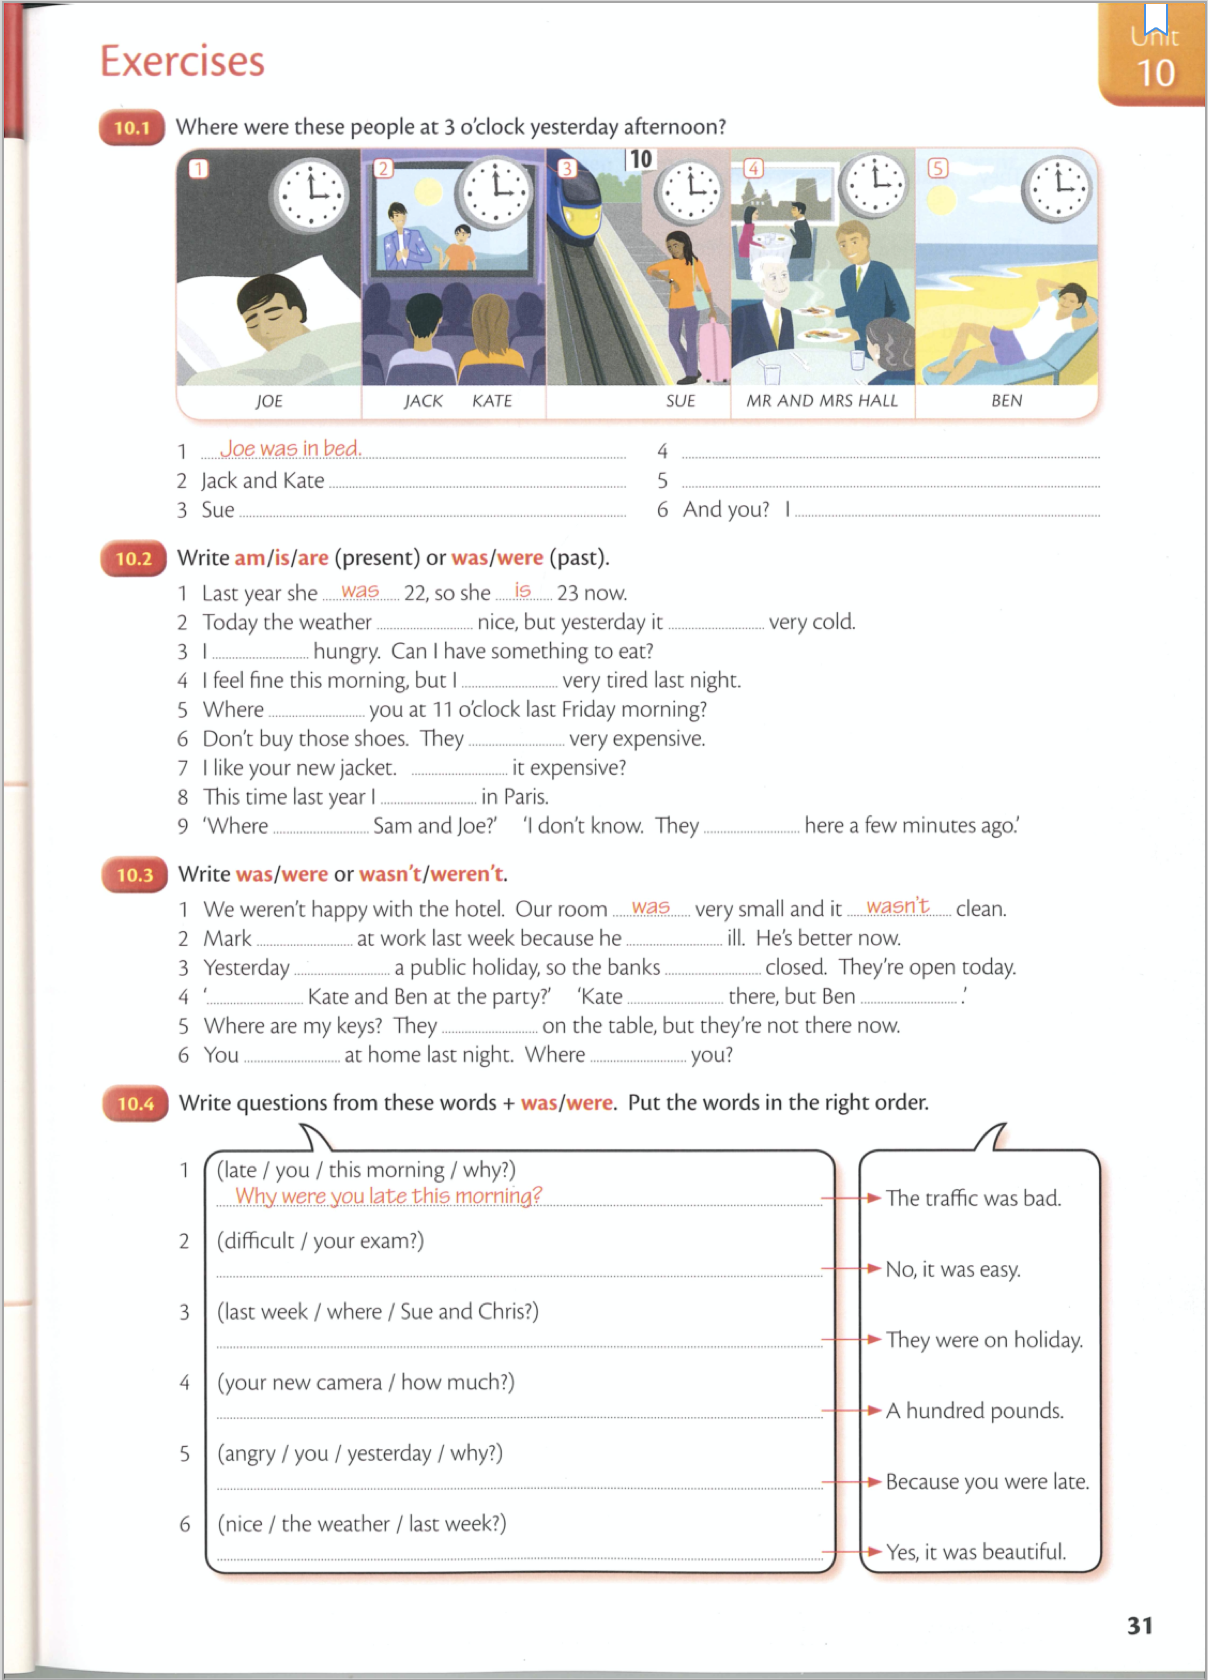 Unit
10
Exercises
10.1 Where were these people at 3 o'clock yesterday afternoon?
1 2 3 10 4 5
JOE JACK KATE SUE MR AND MRS HALL BEN
1 Joe was in bed.
2 Jack and Kate
3 Sue
4
5
6 And you? I
10.2 Write am/is/are (present) or was/were (past).
1 Last year she was 22, so she is 23 now.
2 Today the weather nice, but yesterday it very cold.
3 I hungry. Can I have something to eat?
4 I feel fine this morning, but I very tired last night.
5 Where you at 11 o'clock last Friday morning?
6 Don't buy those shoes. They very expensive.
7 I like your new jacket. it expensive?
8 This time last year I in Paris.
9 'Where Sam and Joe?' 'I don't know. They here a few minutes ago.'
10.3 Write was/were or wasn't/weren't.
1 We weren't happy with the hotel. Our room was very small and it wasn't clean.
2 Mark at work last week because he ill. He's better now.
3 Yesterday a public holiday, so the banks closed. They're open today.
4 ' Kate and Ben at the party?' 'Kate there, but Ben .'
5 Where are my keys? They on the table, but they're not there now.
6 You at home last night. Where you?
10.4 Write questions from these words + was/were. Put the words in the right order.
1 (late / you / this morning / why?)
Why were you late this morning? The traffic was bad.
2 (difficult / your exam?)
No, it was easy.
3 (last week / where / Sue and Chris?)
They were on holiday.
4 (your new camera / how much?)
A hundred pounds.
5 (angry / you / yesterday / why?)
Because you were late.
6 (nice / the weather / last week?)
Yes, it was beautiful.
31